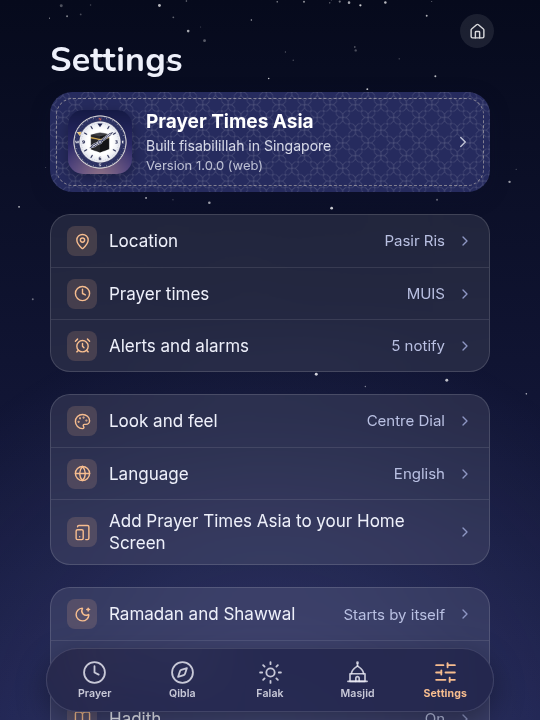 Settings
Prayer Times Asia
Built fisabilillah in Singapore
Version 1.0.0 (web)
Location Pasir Ris
Prayer times MUIS
Alerts and alarms 5 notify
Look and feel Centre Dial
Language English
Add Prayer Times Asia to your Home
Screen
Ramadan and Shawwal Starts by itself
Prayer Qibla Falak Masjid Settings
Hadith On